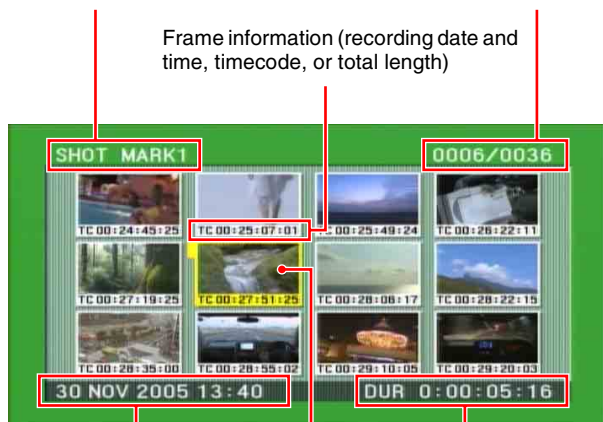 Frame information (recording date and
time, timecode, or total length)
SHOT MARK1 0006/0036
TC 00:24:45:25 TC 00:25:07:01 TC 00:25:49:24 TC 00:26:22:11
TC 00:27:19:25 TC 00:27:51:25 TC 00:28:06:17 TC 00:28:22:15
TC 00:28:35:00 TC 00:28:55:02 TC 00:29:10:05 TC 00:29:20:03
30 NOV 2005 13:40 DUR 0:00:05:16